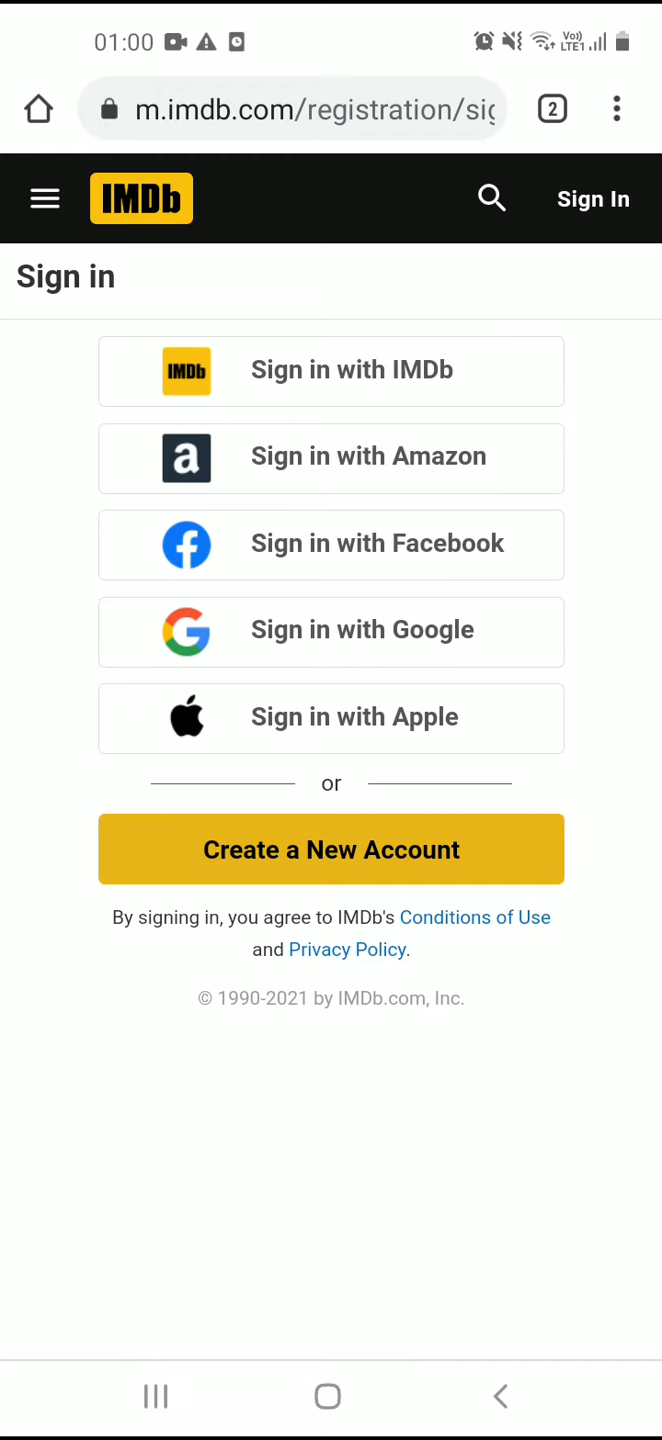 01:00
Vo))
LTE1
m.imdb.com/registration/sig
2
IMDb
Sign In
Sign in
IMDb Sign in with IMDb
a Sign in with Amazon
f Sign in with Facebook
G Sign in with Google
Sign in with Apple
or
Create a New Account
By signing in, you agree to IMDb's Conditions of Use
and Privacy Policy.
© 1990-2021 by IMDb.com, Inc.